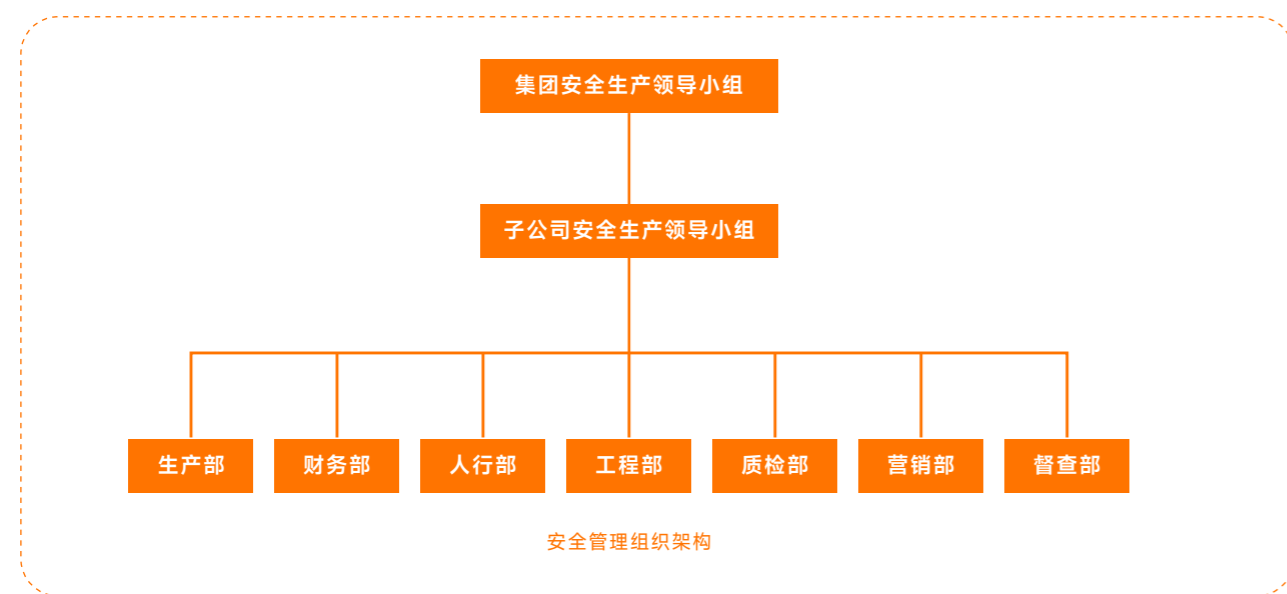 集团安全生产领导小组
子公司安全生产领导小组
生产部
财务部
人行部
工程部
质检部
营销部
督查部
安全管理组织架构